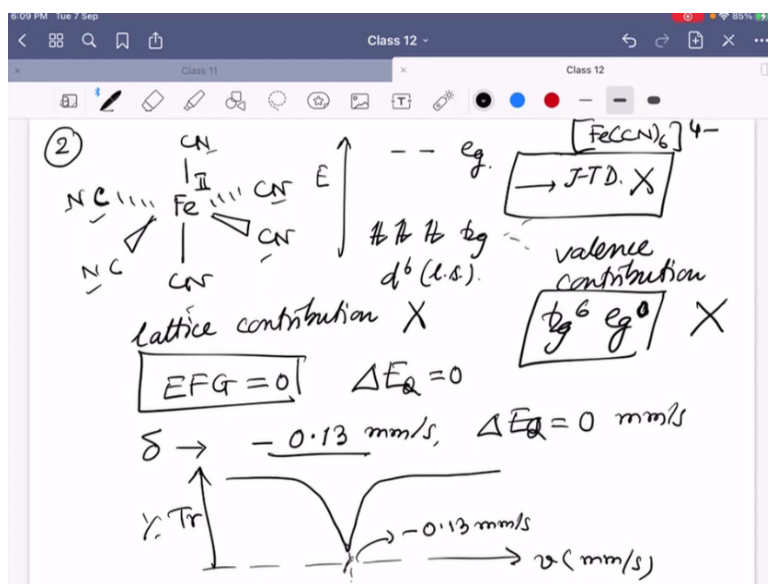 6:09 PM Tue 7 Sep
85%
Class 12
Class 11
Class 12
2
[Fe(CN)6]4-
CN
NC
II
Fe
CN
NC
CN
CN
E
eg.
→ J-TD. X
t2g
d6 (l.s.).
valence
contribution
lattice contribution X
t2g6 eg0 X
EFG = 0
ΔEQ = 0
δ → - 0.13 mm/s, ΔEQ = 0 mm/s
% Tr
-0.13 mm/s
v (mm/s)